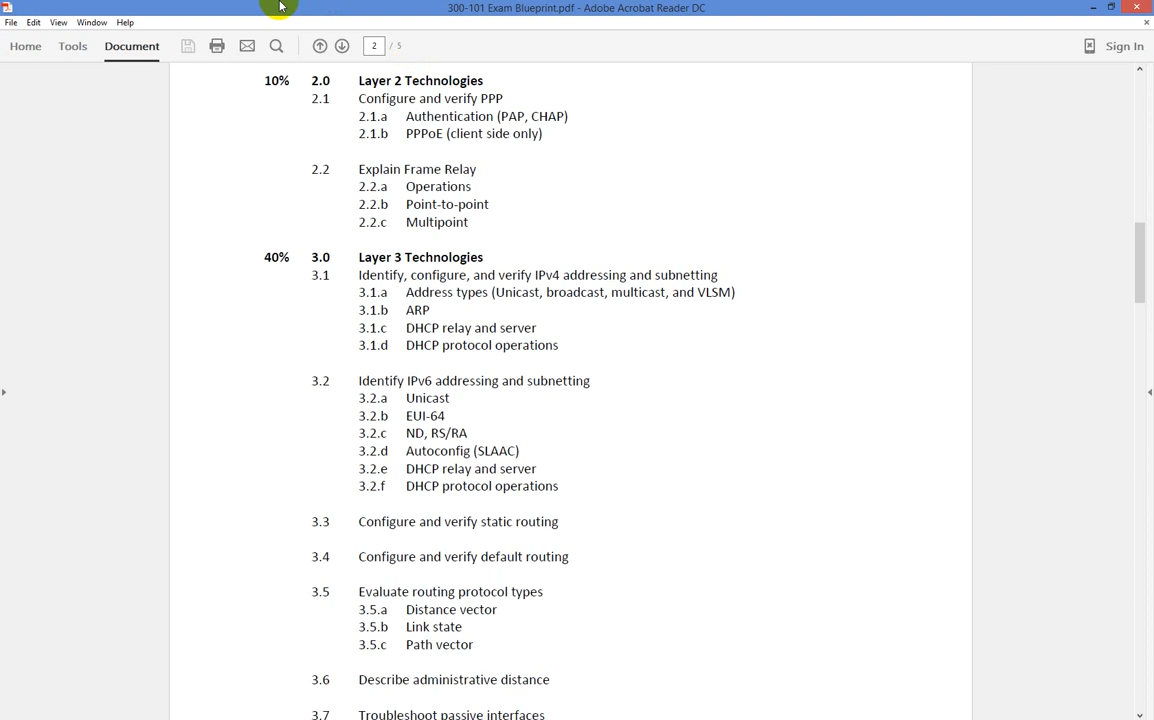 300-101 Exam Blueprint.pdf - Adobe Acrobat Reader DC
File Edit View Window Help
Home Tools Document 2 / 5 Sign In
10% 2.0 Layer 2 Technologies
2.1 Configure and verify PPP
2.1.a Authentication (PAP, CHAP)
2.1.b PPPoE (client side only)
2.2 Explain Frame Relay
2.2.a Operations
2.2.b Point-to-point
2.2.c Multipoint
40% 3.0 Layer 3 Technologies
3.1 Identify, configure, and verify IPv4 addressing and subnetting
3.1.a Address types (Unicast, broadcast, multicast, and VLSM)
3.1.b ARP
3.1.c DHCP relay and server
3.1.d DHCP protocol operations
3.2 Identify IPv6 addressing and subnetting
3.2.a Unicast
3.2.b EUI-64
3.2.c ND, RS/RA
3.2.d Autoconfig (SLAAC)
3.2.e DHCP relay and server
3.2.f DHCP protocol operations
3.3 Configure and verify static routing
3.4 Configure and verify default routing
3.5 Evaluate routing protocol types
3.5.a Distance vector
3.5.b Link state
3.5.c Path vector
3.6 Describe administrative distance
3.7 Troubleshoot passive interfaces